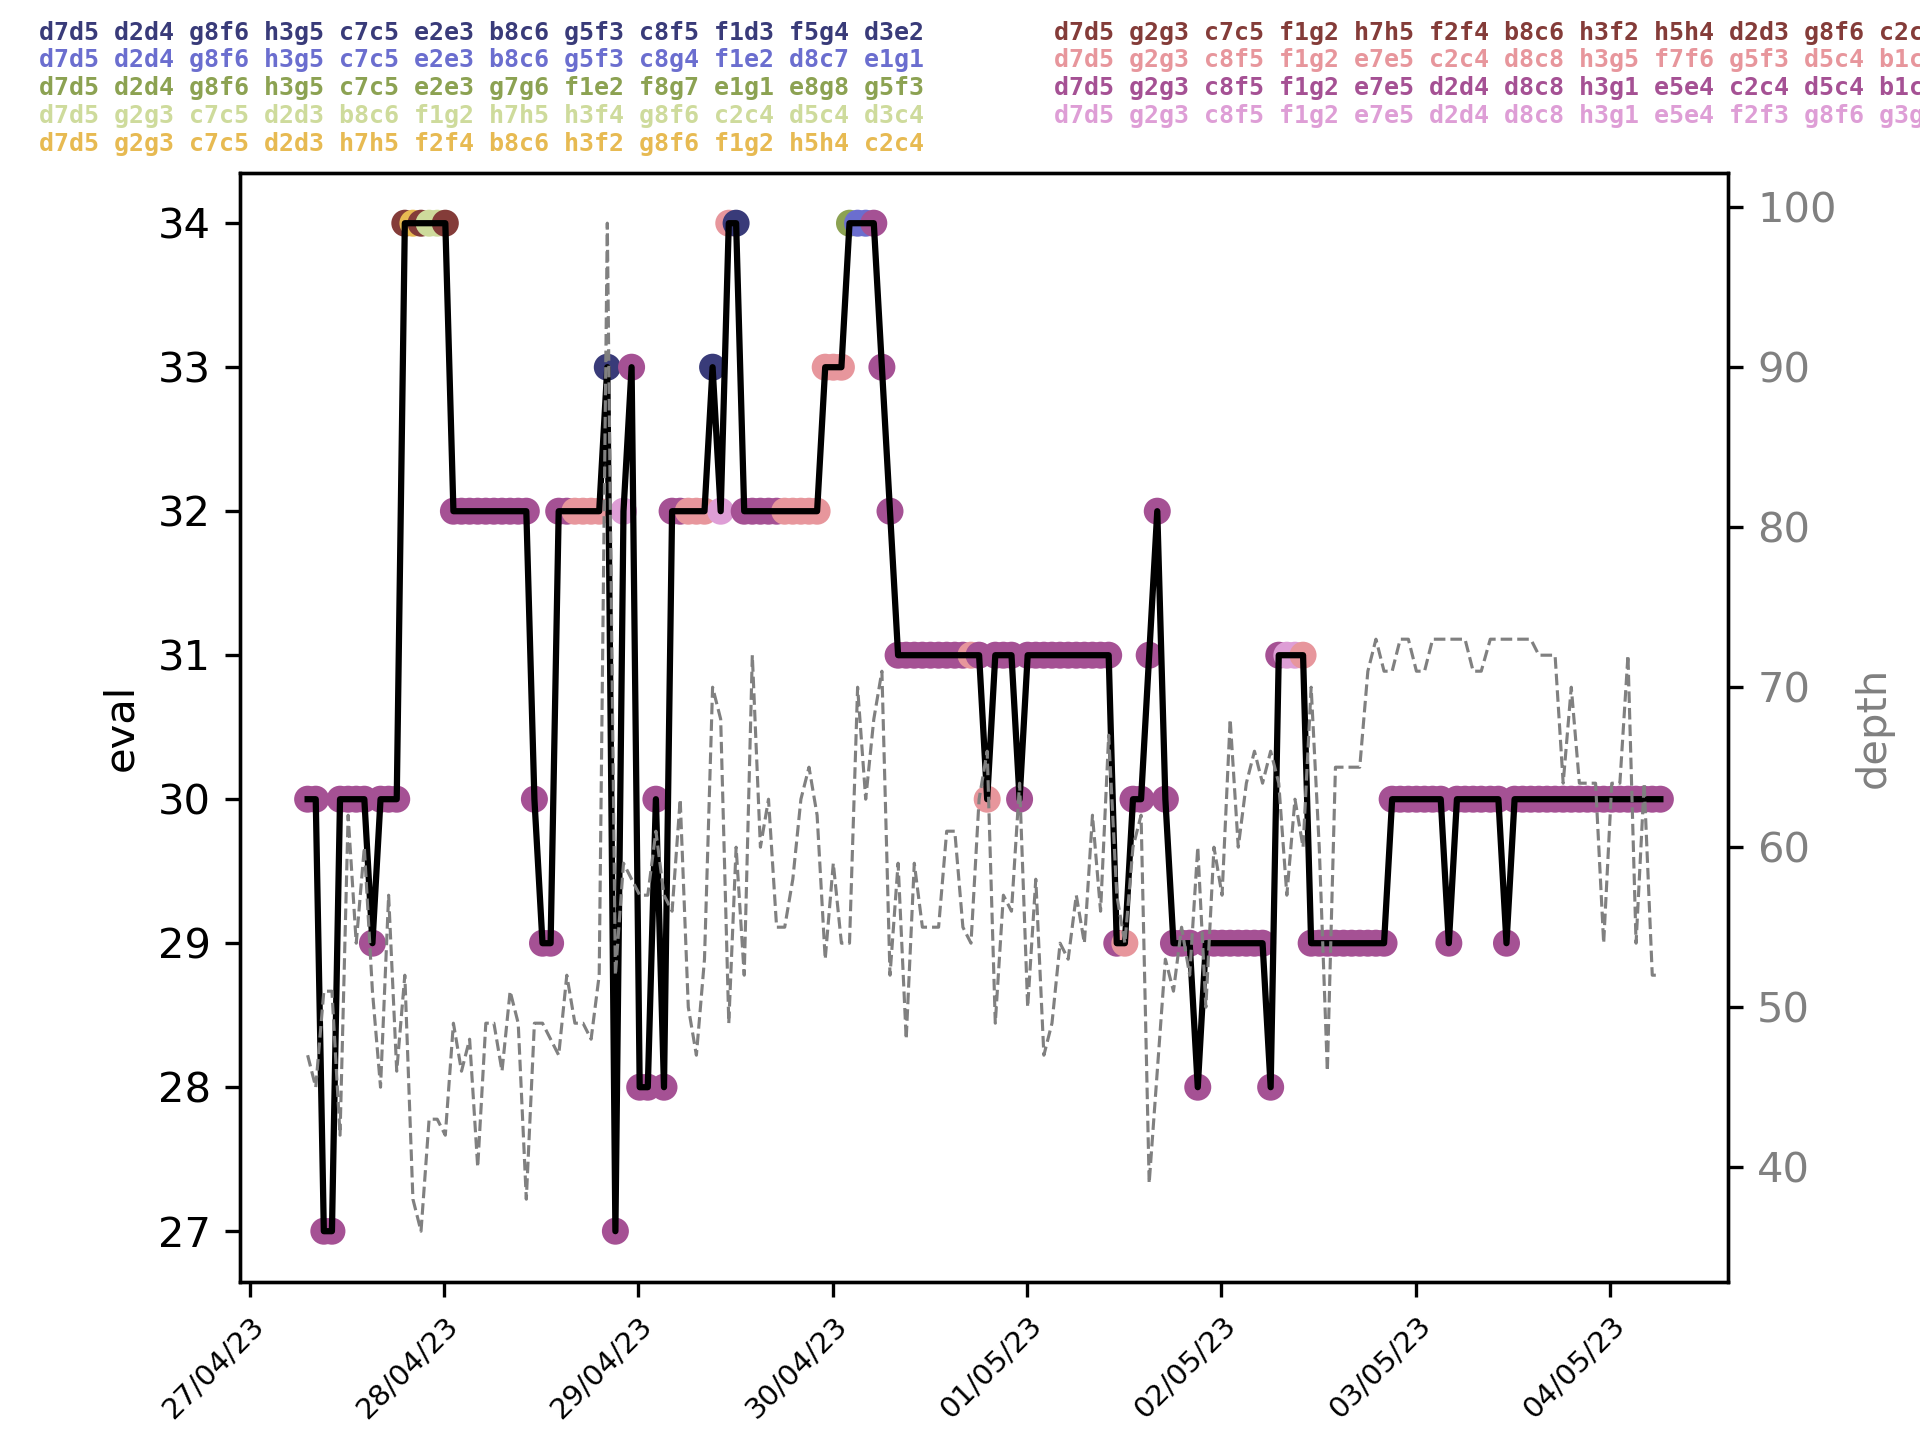 d7d5 d2d4 g8f6 h3g5 c7c5 e2e3 b8c6 g5f3 c8f5 f1d3 f5g4 d3e2
d7d5 d2d4 g8f6 h3g5 c7c5 e2e3 b8c6 g5f3 c8g4 f1e2 d8c7 e1g1
d7d5 d2d4 g8f6 h3g5 c7c5 e2e3 g7g6 f1e2 f8g7 e1g1 e8g8 g5f3
d7d5 g2g3 c7c5 d2d3 b8c6 f1g2 h7h5 h3f4 g8f6 c2c4 d5c4 d3c4
d7d5 g2g3 c7c5 d2d3 h7h5 f2f4 b8c6 h3f2 g8f6 f1g2 h5h4 c2c4
d7d5 g2g3 c7c5 f1g2 h7h5 f2f4 b8c6 h3f2 h5h4 d2d3 g8f6
d7d5 g2g3 c8f5 f1g2 e7e5 c2c4 d8c8 h3g5 f7f6 g5f3 d5c4
d7d5 g2g3 c8f5 f1g2 e7e5 d2d4 d8c8 h3g1 e5e4 c2c4 d5c4
d7d5 g2g3 c8f5 f1g2 e7e5 d2d4 d8c8 h3g1 e5e4 f2f3 g8f6
34
33
32
31
30
29
28
27
eval
100
90
80
70
60
50
40
depth
27/04/23
28/04/23
29/04/23
30/04/23
01/05/23
02/05/23
03/05/23
04/05/23